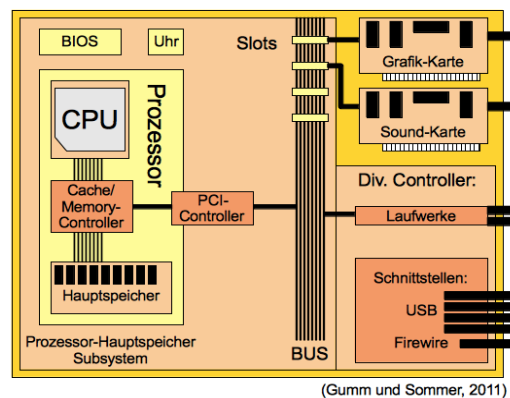 BIOS
Uhr
Slots
Grafik-Karte
Sound-Karte
CPU
Prozessor
Cache/
Memory-
Controller
PCI-
Controller
Hauptspeicher
Prozessor-Hauptspeicher
Subsystem
BUS
Div. Controller:
Laufwerke
Schnittstellen:
USB
Firewire
(Gumm und Sommer, 2011)